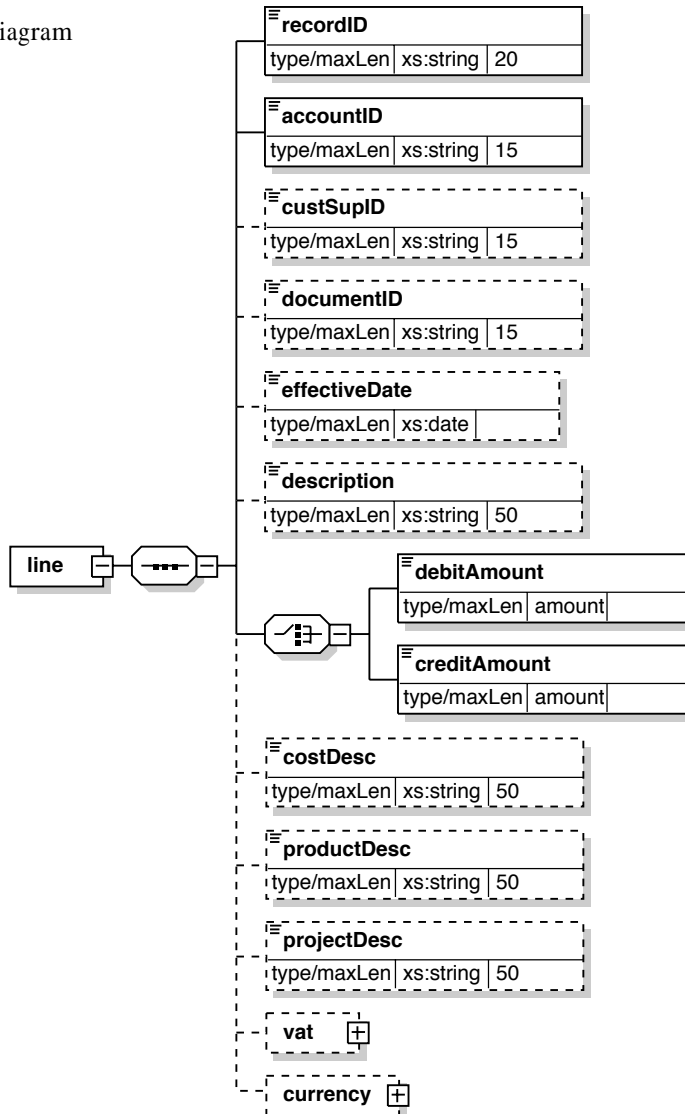 iagram
recordID
type/maxLen xs:string 20
accountID
type/maxLen xs:string 15
custSupID
type/maxLen xs:string 15
documentID
type/maxLen xs:string 15
effectiveDate
type/maxLen xs:date
description
type/maxLen xs:string 50
line
debitAmount
type/maxLen amount
creditAmount
type/maxLen amount
costDesc
type/maxLen xs:string 50
productDesc
type/maxLen xs:string 50
projectDesc
type/maxLen xs:string 50
vat
currency